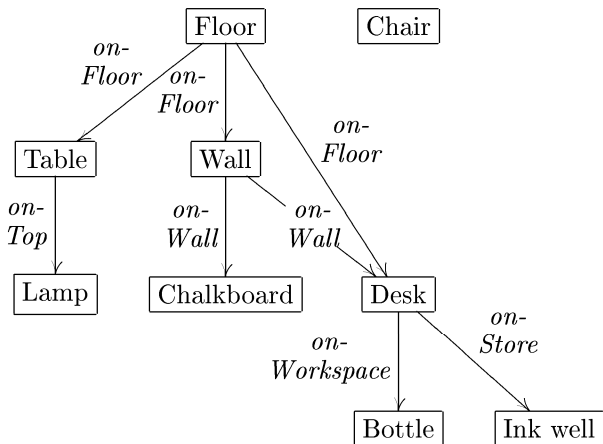 Floor
Chair
on-
Floor
on-
Floor
on-
Floor
Table
Wall
on-
Top
on-
Wall
on-
Wall
Lamp
Chalkboard
Desk
on-
Workspace
on-
Store
Bottle
Ink well